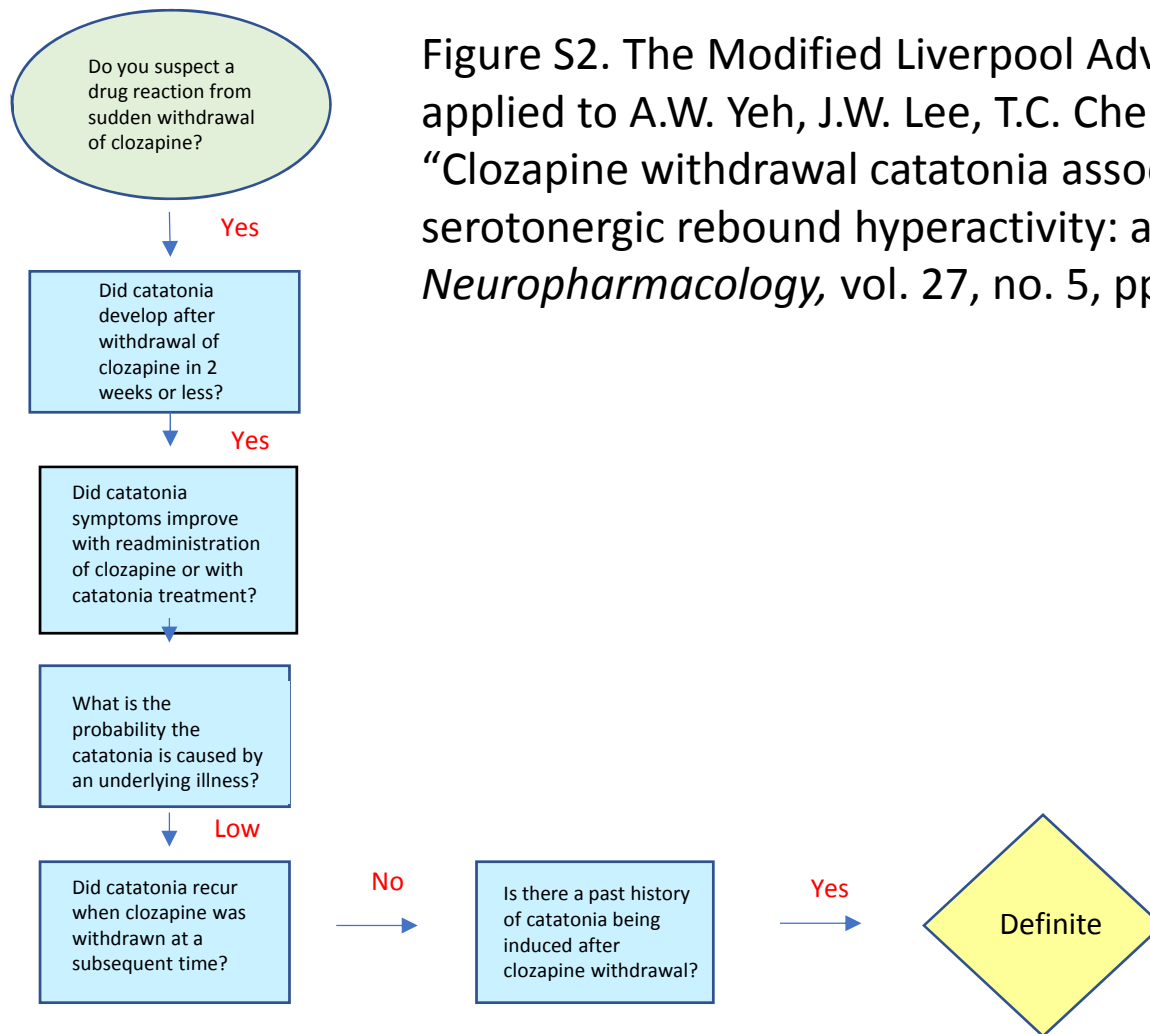 Figure S2. The Modified Liverpool Adv
applied to A.W. Yeh, J.W. Lee, T.C. Che
“Clozapine withdrawal catatonia asso
serotonergic rebound hyperactivity: a
Neuropharmacology, vol. 27, no. 5, pp
Do you suspect a
drug reaction from
sudden withdrawal
of clozapine?
Yes
Did catatonia
develop after
withdrawal of
clozapine in 2
weeks or less?
Yes
Did catatonia
symptoms improve
with readministration
of clozapine or with
catatonia treatment?
What is the
probability the
catatonia is caused by
an underlying illness?
Low
Did catatonia recur
when clozapine was
withdrawn at a
subsequent time?
No
Is there a past history
of catatonia being
induced after
clozapine withdrawal?
Yes
Definite